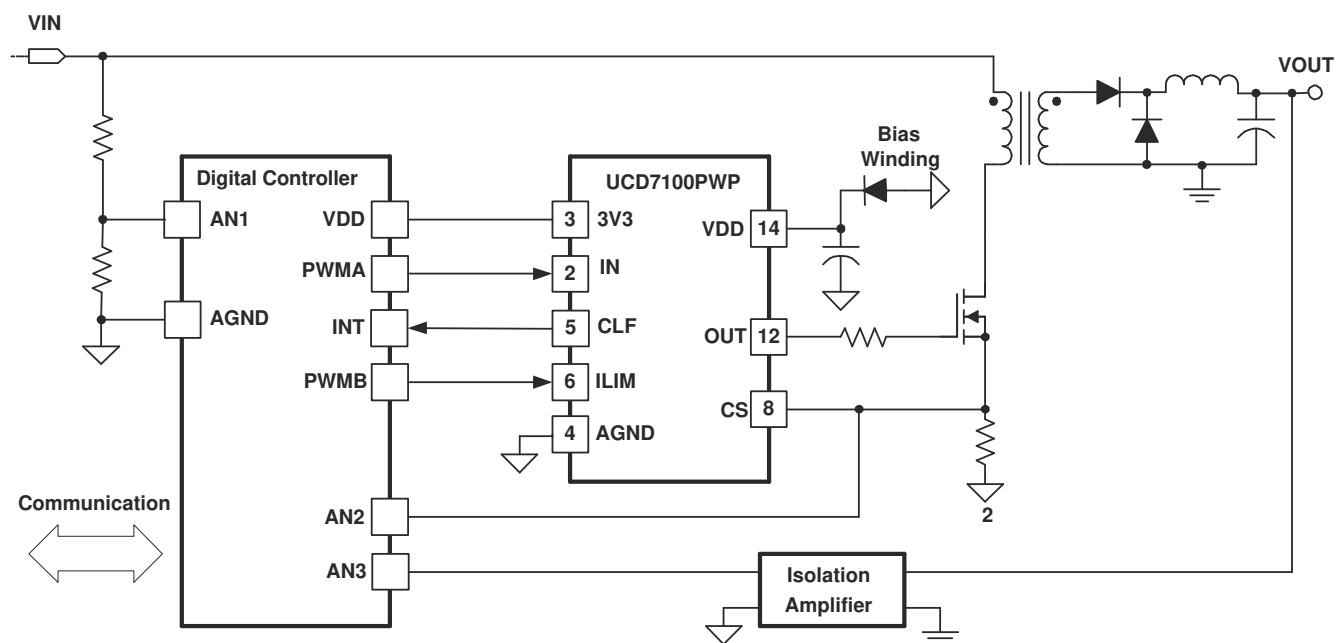 VIN
VOUT
Bias
Winding
Digital Controller
UCD7100PWP
AN1
VDD
3
3V3
VDD
14
PWMA
2
IN
AGND
INT
5
CLF
OUT
12
PWMB
6
ILIM
CS
8
4
AGND
Communication
AN2
2
AN3
Isolation
Amplifier